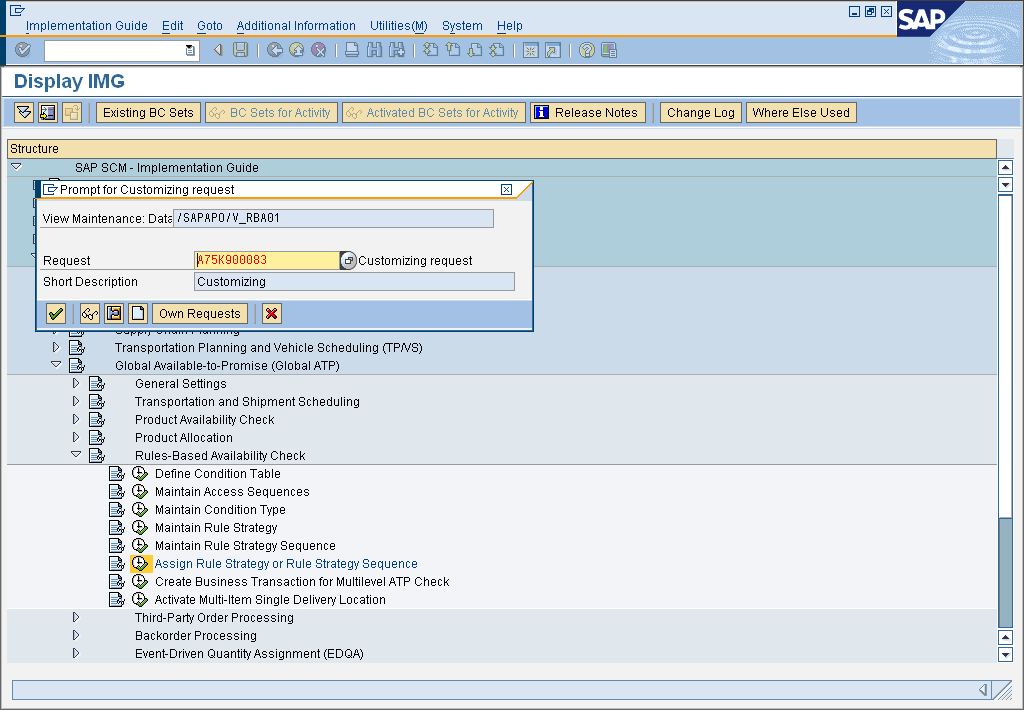 Implementation Guide Edit Goto Additional Information Utilities(M) System Help
SAP
Display IMG
Existing BC Sets BC Sets for Activity Activated BC Sets for Activity Release Notes Change Log Where Else Used
Structure
SAP SCM - Implementation Guide
Prompt for Customizing request
View Maintenance: Data /SAPAPO/V_RBA01
Request A75K900083 Customizing request
Short Description Customizing
Own Requests
Supply Chain Planning
Transportation Planning and Vehicle Scheduling (TP/VS)
Global Available-to-Promise (Global ATP)
General Settings
Transportation and Shipment Scheduling
Product Availability Check
Product Allocation
Rules-Based Availability Check
Define Condition Table
Maintain Access Sequences
Maintain Condition Type
Maintain Rule Strategy
Maintain Rule Strategy Sequence
Assign Rule Strategy or Rule Strategy Sequence
Create Business Transaction for Multilevel ATP Check
Activate Multi-Item Single Delivery Location
Third-Party Order Processing
Backorder Processing
Event-Driven Quantity Assignment (EDQA)